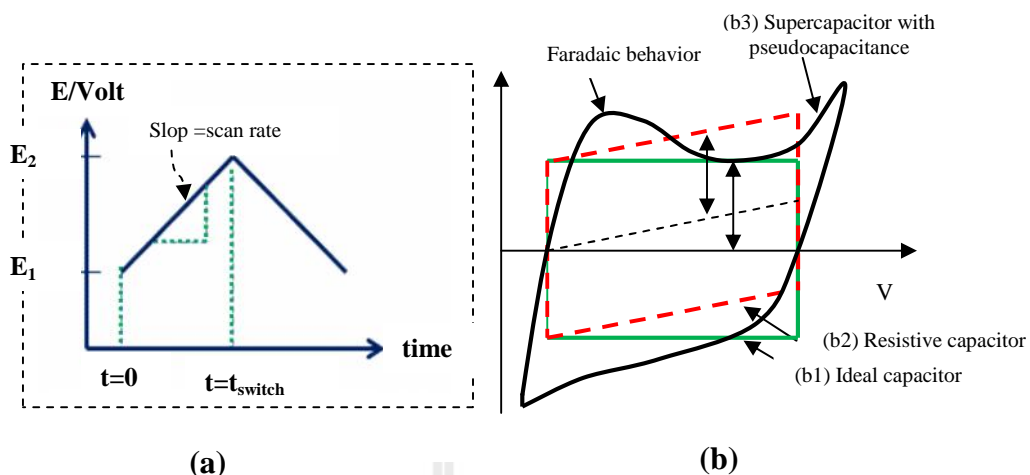 E/Volt
Slop =scan rate
E2
E1
time
t=0
t=tswitch
(a)
(b3) Supercapacitor with
pseudocapacitance
Faradaic behavior
V
(b2) Resistive capacitor
(b1) Ideal capacitor
(b)